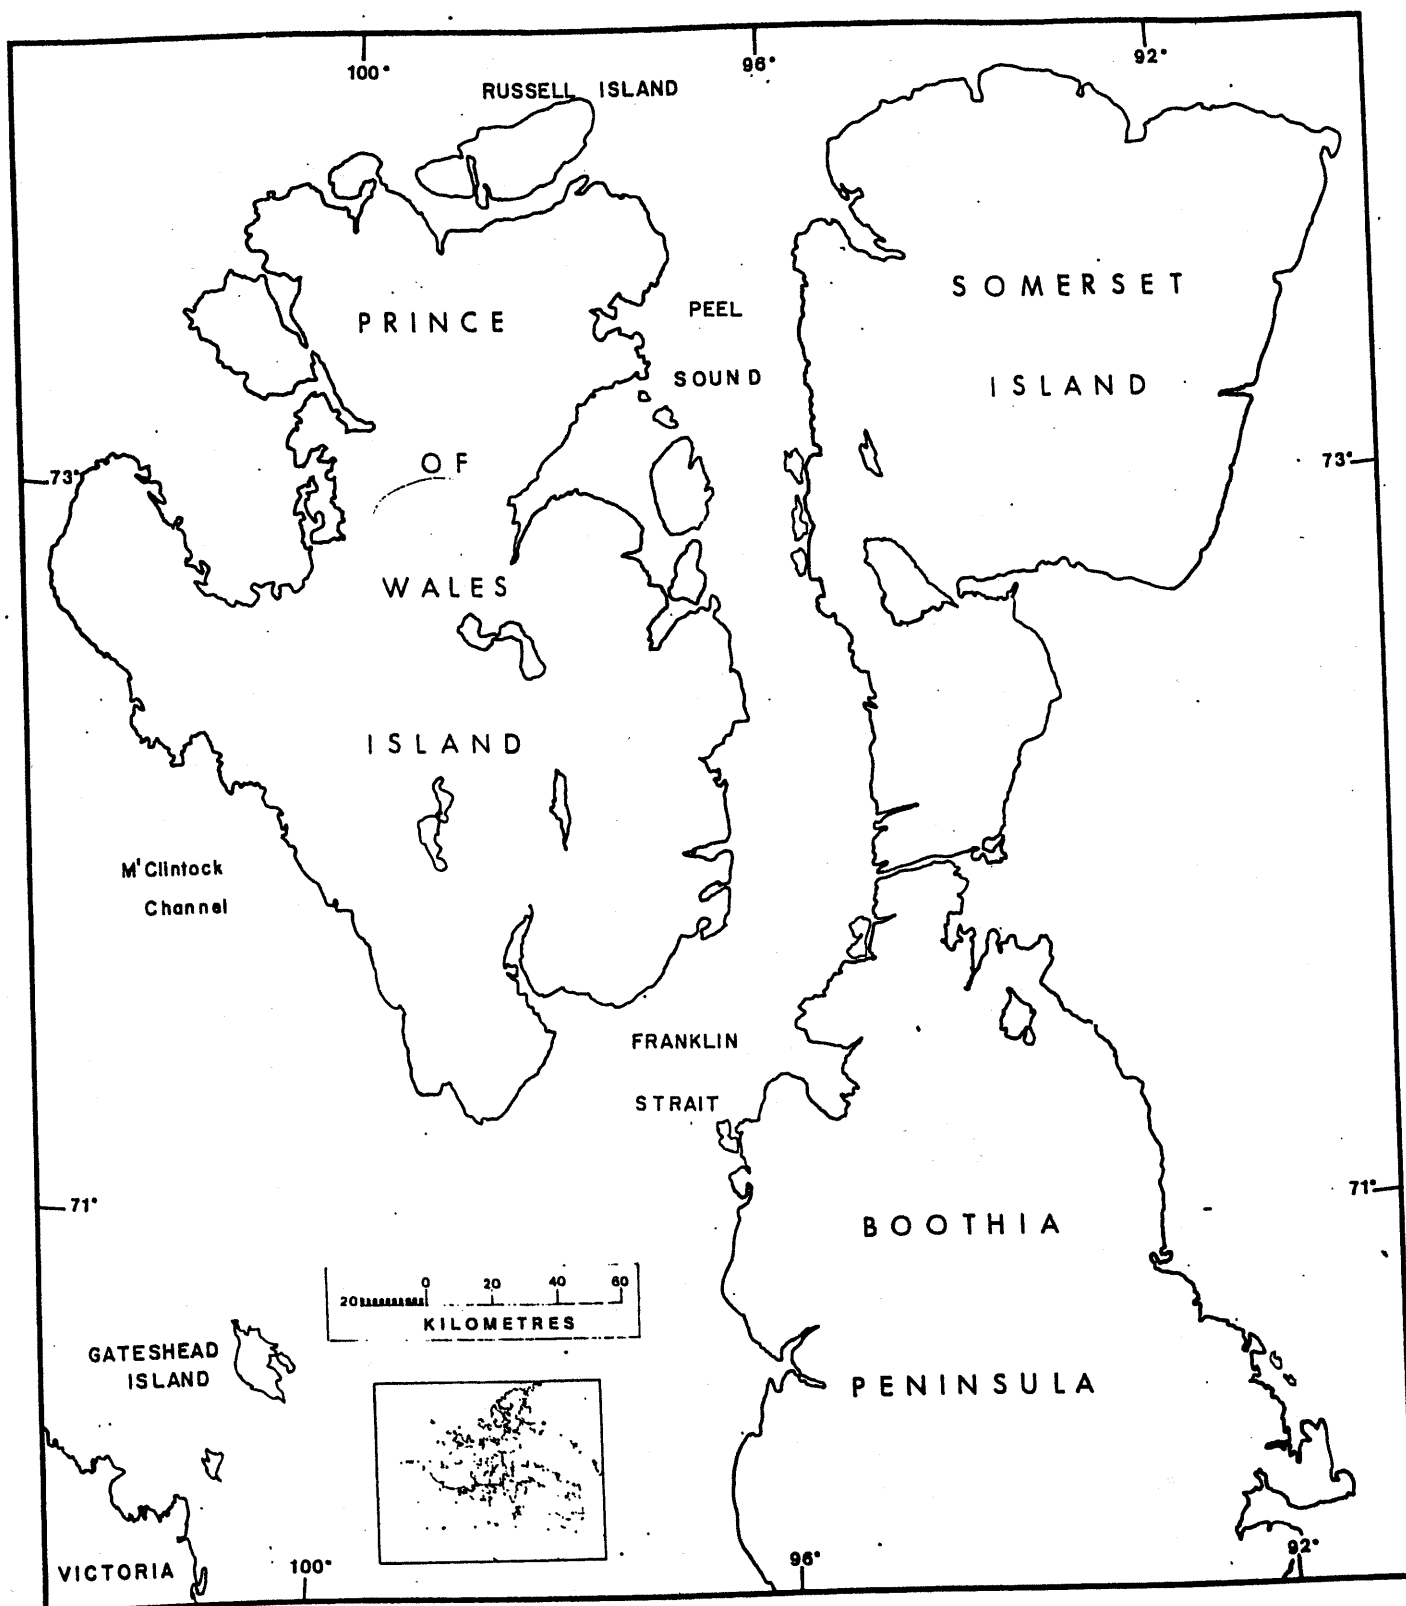 100°
96°
92°
RUSSELL ISLAND
SOMERSET
ISLAND
PRINCE
PEEL
SOUND
OF
73°
73°
WALES
ISLAND
M'Clintock
Channel
FRANKLIN
STRAIT
71°
71°
BOOTHIA
PENINSULA
20 0 20 40 60
KILOMETRES
GATESHEAD
ISLAND
VICTORIA
100°
96°
92°